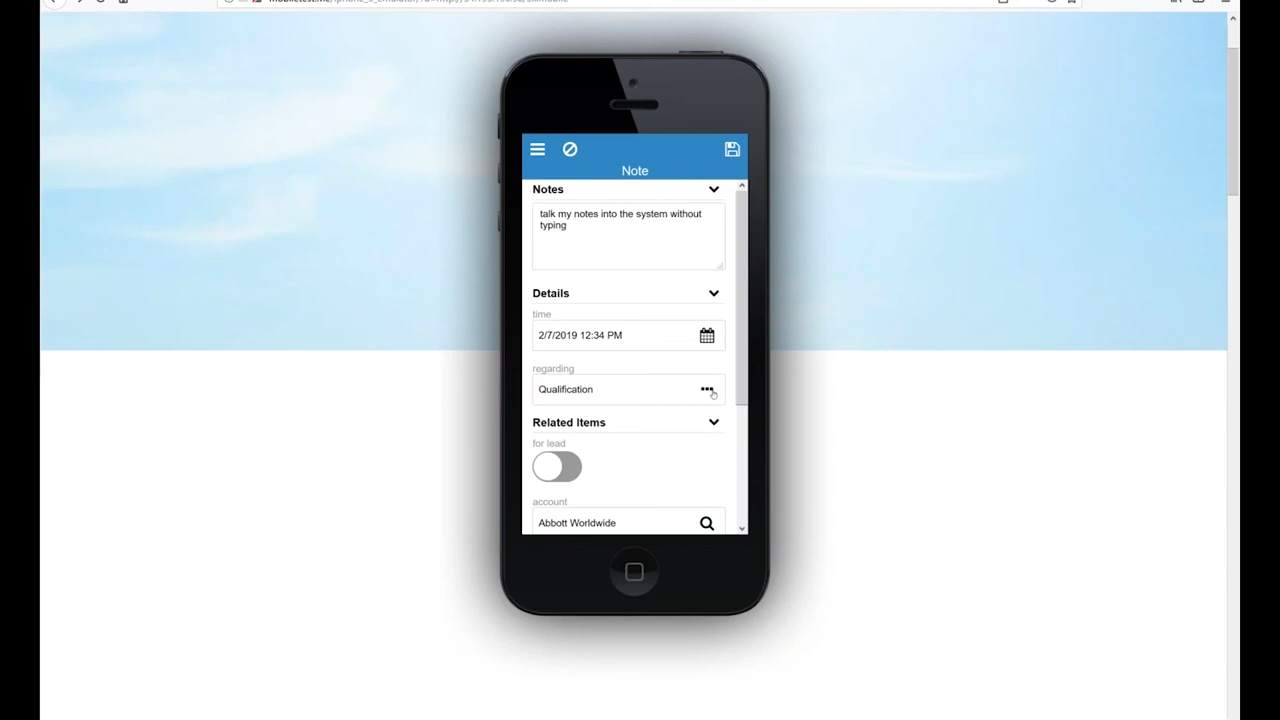 Note
Notes
talk my notes into the system without
typing
Details
time
2/7/2019 12:34 PM
regarding
Qualification
Related Items
for lead
account
Abbott Worldwide